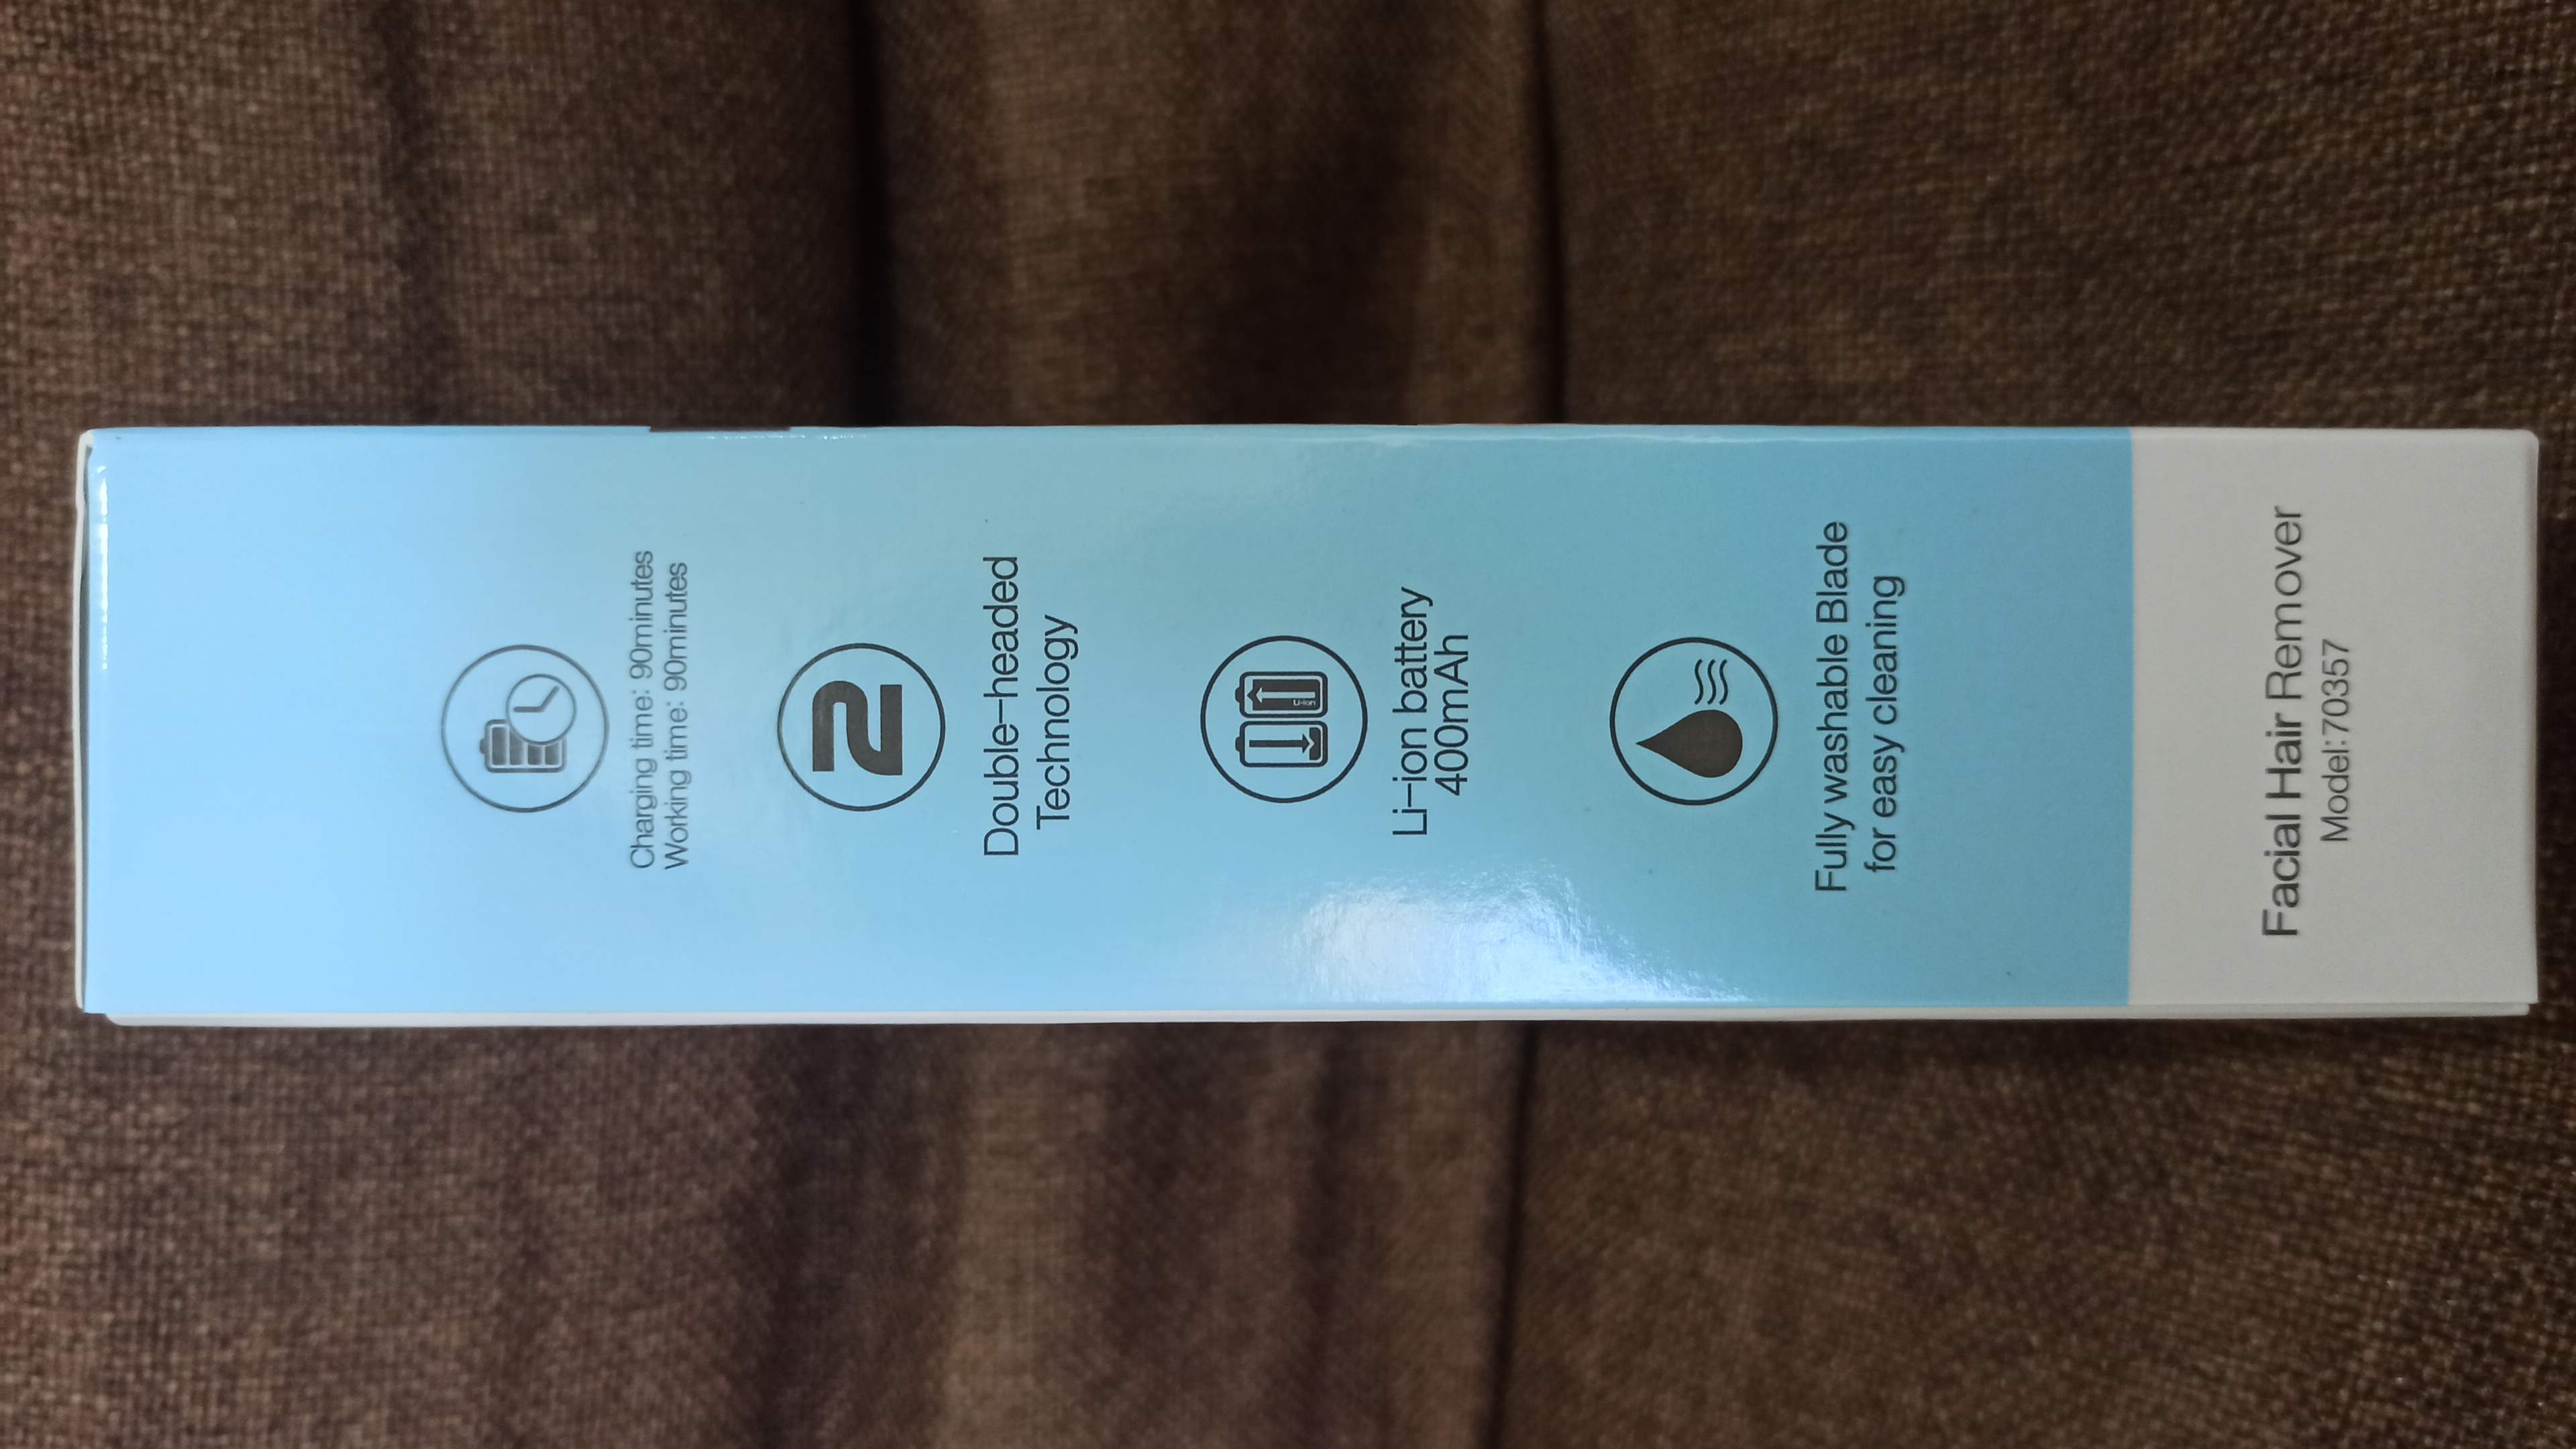 Charging time: 90minutes
Working time: 90minutes
2
Double-headed
Technology
Li-ion
Li-ion battery
400mAh
Fully washable Blade
for easy cleaning
Facial Hair Remover
Model:70357